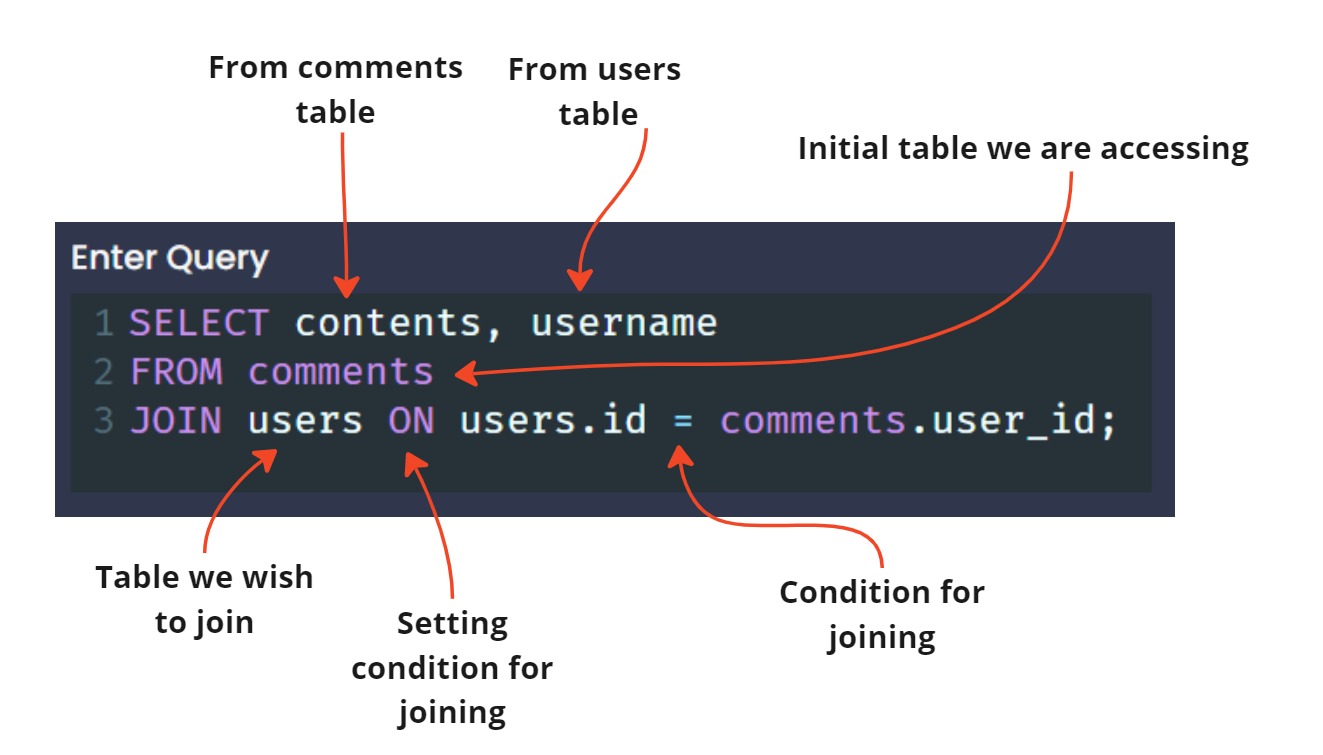 From comments
table
From users
table
Initial table we are accessing
Enter Query
1 SELECT contents, username
2 FROM comments
3 JOIN users ON users.id = comments.user_id;
Table we wish
to join
Setting
condition for
joining
Condition for
joining